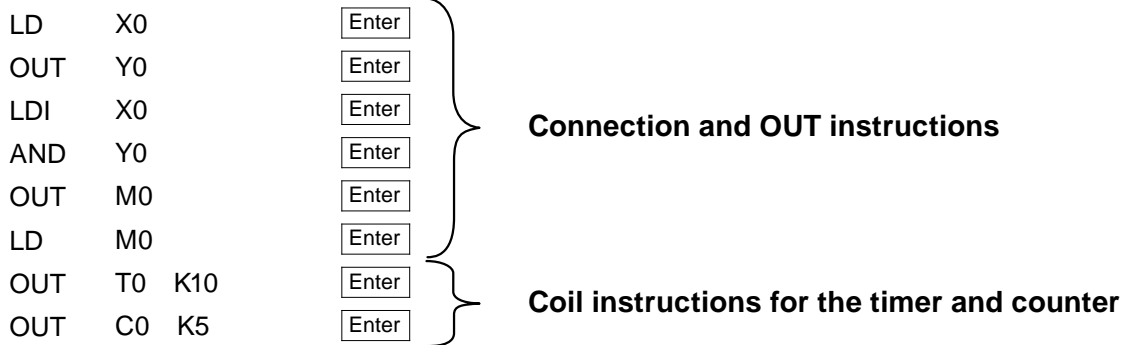 LD X0 Enter
OUT Y0 Enter
LDI X0 Enter
Connection and OUT instructions
AND Y0 Enter
OUT M0 Enter
LD M0 Enter
OUT T0 K10 Enter
Coil instructions for the timer and counter
OUT C0 K5 Enter